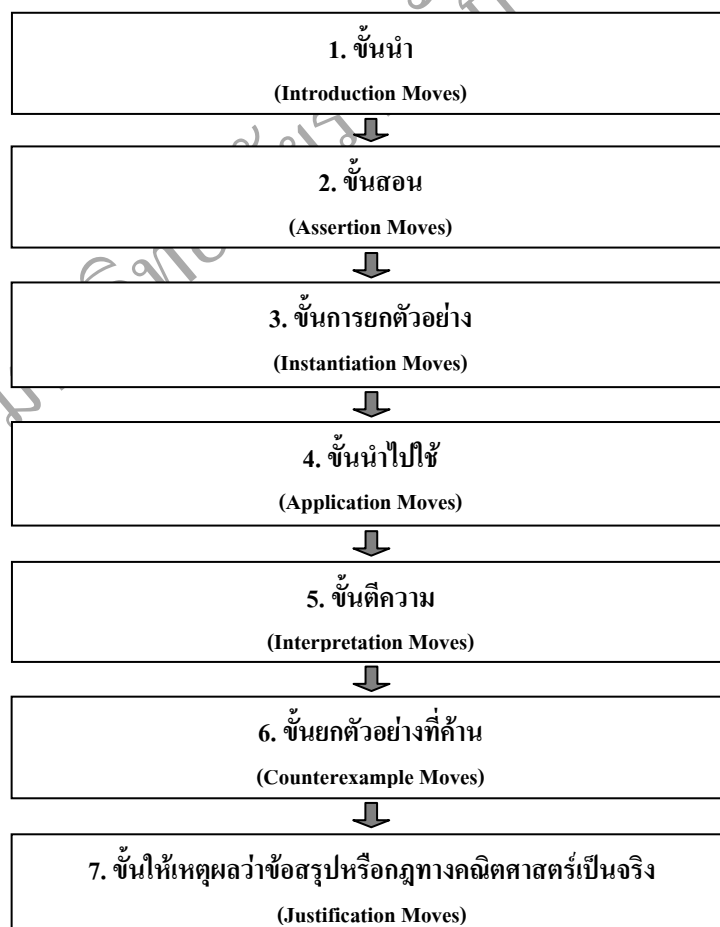 1. ขั้นนำ
(Introduction Moves)
2. ขั้นสอน
(Assertion Moves)
3. ขั้นการยกตัวอย่าง
(Instantiation Moves)
4. ขั้นนำไปใช้
(Application Moves)
5. ขั้นตีความ
(Interpretation Moves)
6. ขั้นยกตัวอย่างที่ค้าน
(Counterexample Moves)
7. ขั้นให้เหตุผลว่าข้อสรุปหรือกฎทางคณิตศาสตร์เป็นจริง
(Justification Moves)